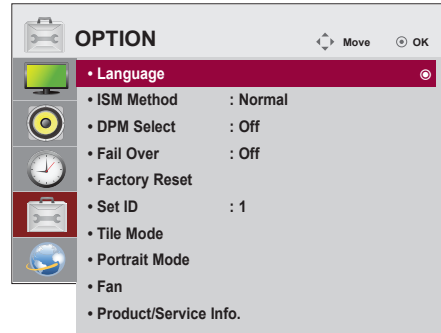 OPTION
Move OK
• Language
• ISM Method : Normal
• DPM Select : Off
• Fail Over : Off
• Factory Reset
• Set ID : 1
• Tile Mode
• Portrait Mode
• Fan
• Product/Service Info.